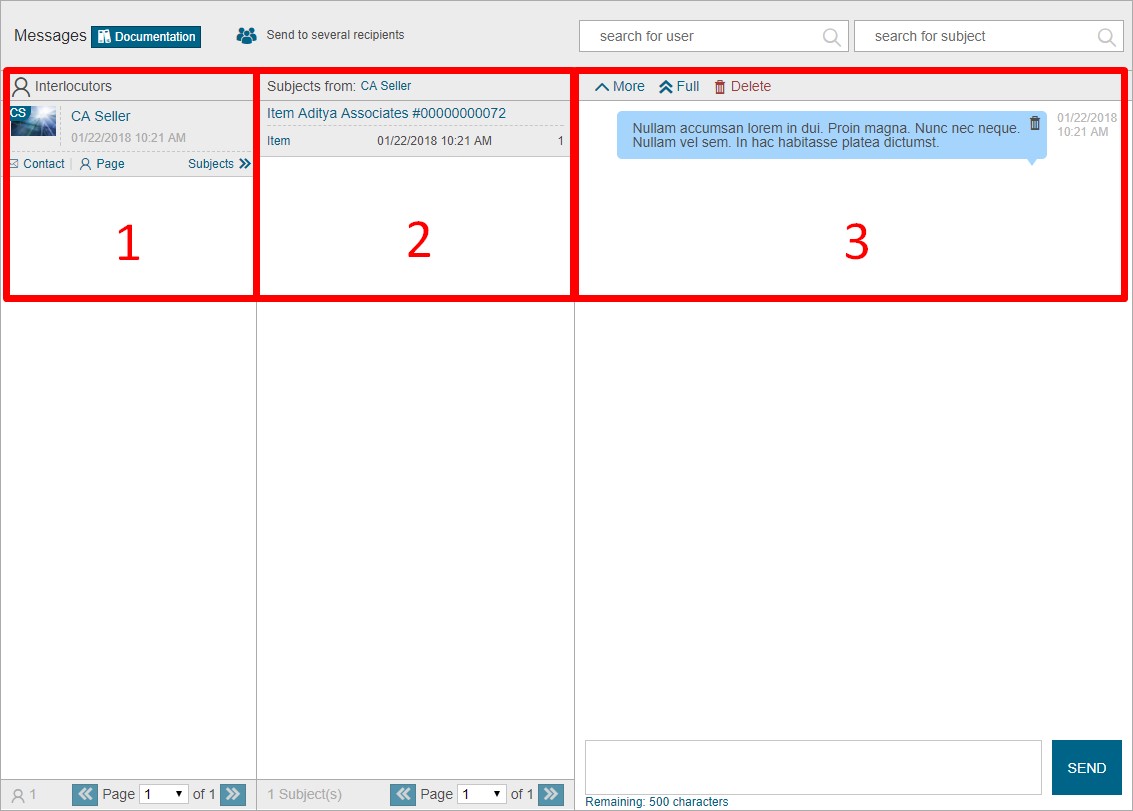 Messages Documentation Send to several recipients search for user search for subject
Interlocutors
CS CA Seller
01/22/2018 10:21 AM
Contact Page Subjects
1
Subjects from: CA Seller
Item Aditya Associates #00000000072
Item 01/22/2018 10:21 AM 1
2
More Full Delete
Nullam accumsan lorem in dui. Proin magna. Nunc nec neque.
Nullam vel sem. In hac habitasse platea dictumst.
01/22/2018
10:21 AM
3
SEND
Remaining: 500 characters
1 Page 1 of 1
1 Subject(s) Page 1 of 1